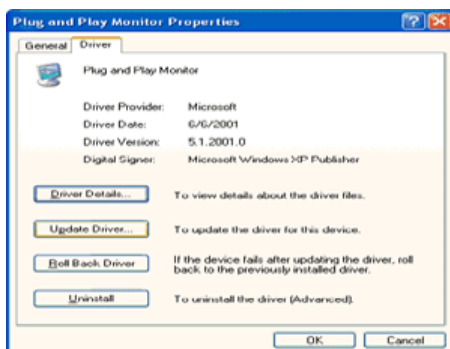 Plug and Play Monitor Properties
General Driver
Plug and Play Monitor
Driver Provider: Microsoft
Driver Date: 6/6/2001
Driver Version: 5.1.2001.0
Digital Signer: Microsoft Windows XP Publisher
Driver Details... To view details about the driver files.
Update Driver... To update the driver for this device.
Roll Back Driver If the device fails after updating the driver, roll
back to the previously installed driver.
Uninstall To uninstall the driver (Advanced).
OK Cancel